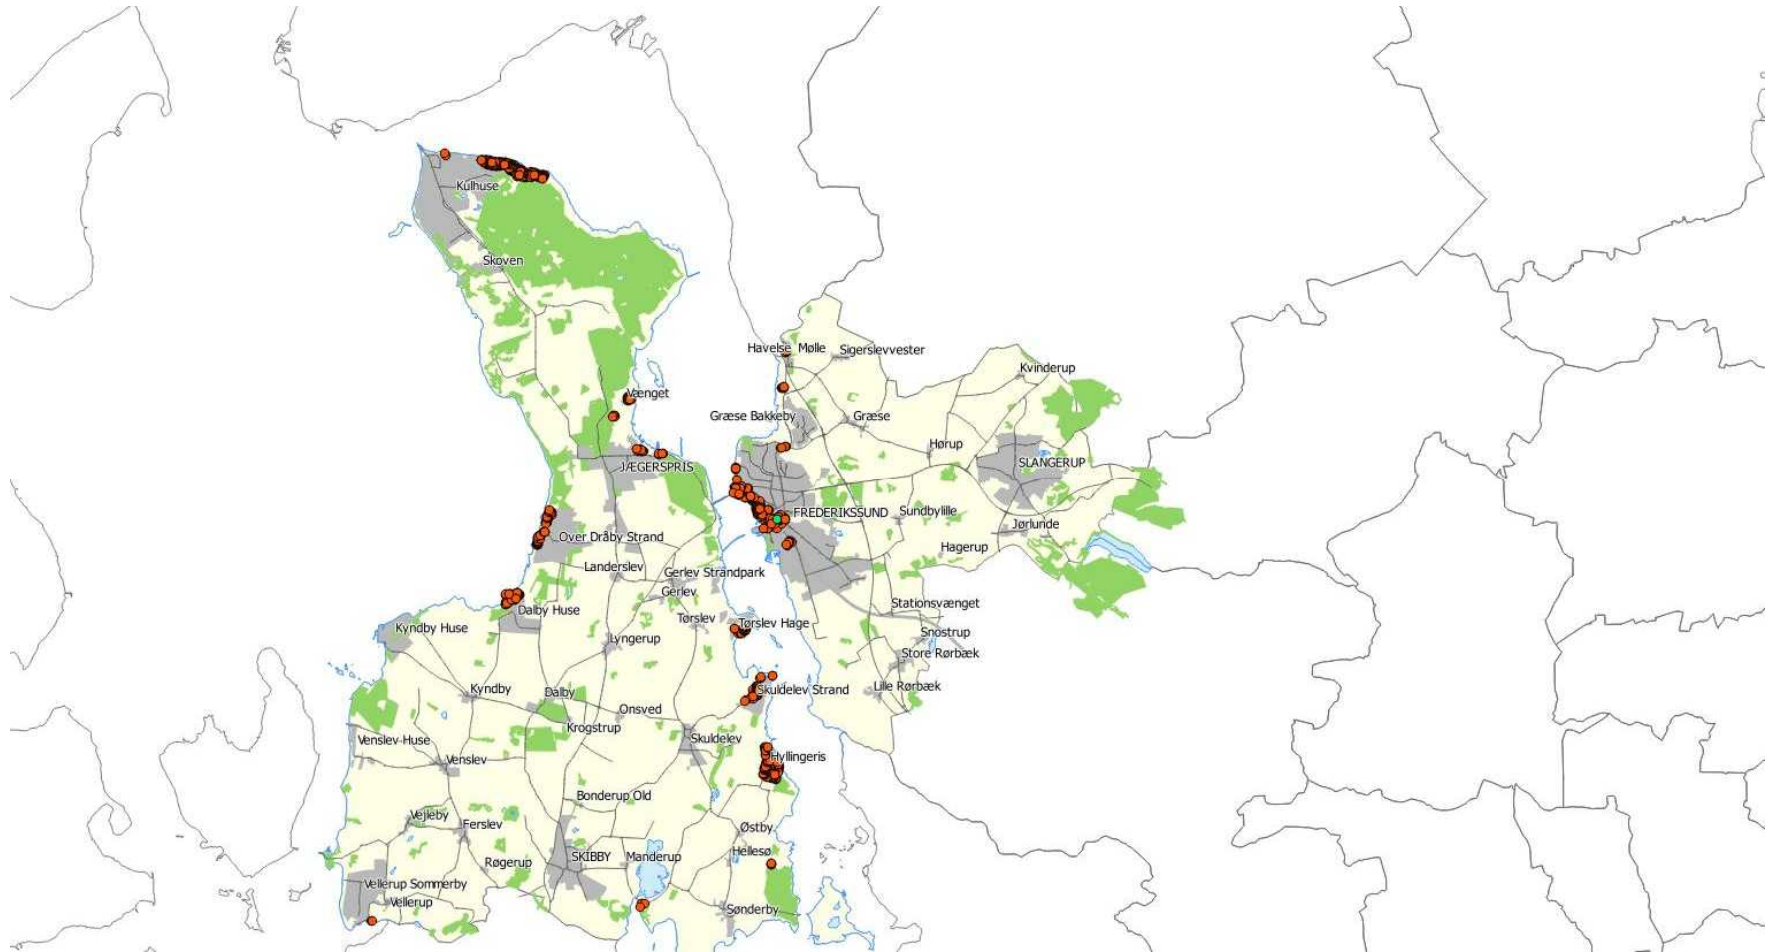 Kulhuse
Skoven
Havelse Mølle
Sigerslevvester
Kvinderup
Vænget
Græse Bakkeby
Græse
Hørup
JÆGERSPRIS
SLANGERUP
FREDERIKSSUND
Sundbylille
Jørlunde
Over Dråby Strand
Hagerup
Landerslev
Gerlev Strandpark
Gerlev
Stationsvænget
Dalby Huse
Tørslev
Tørslev Hage
Kyndby Huse
Snostrup
Lyngerup
Store Rørbæk
Kyndby
Dalby
Skuldelev Strand
Lille Rørbæk
Onsved
Krogstrup
Venslev Huse
Skuldelev
Venslev
Hyllingeris
Bonderup Old
Vejleby
Ferslev
Østby
Røgerup
SKIBBY
Manderup
Hellesø
Vellerup Sommerby
Vellerup
Sønderby